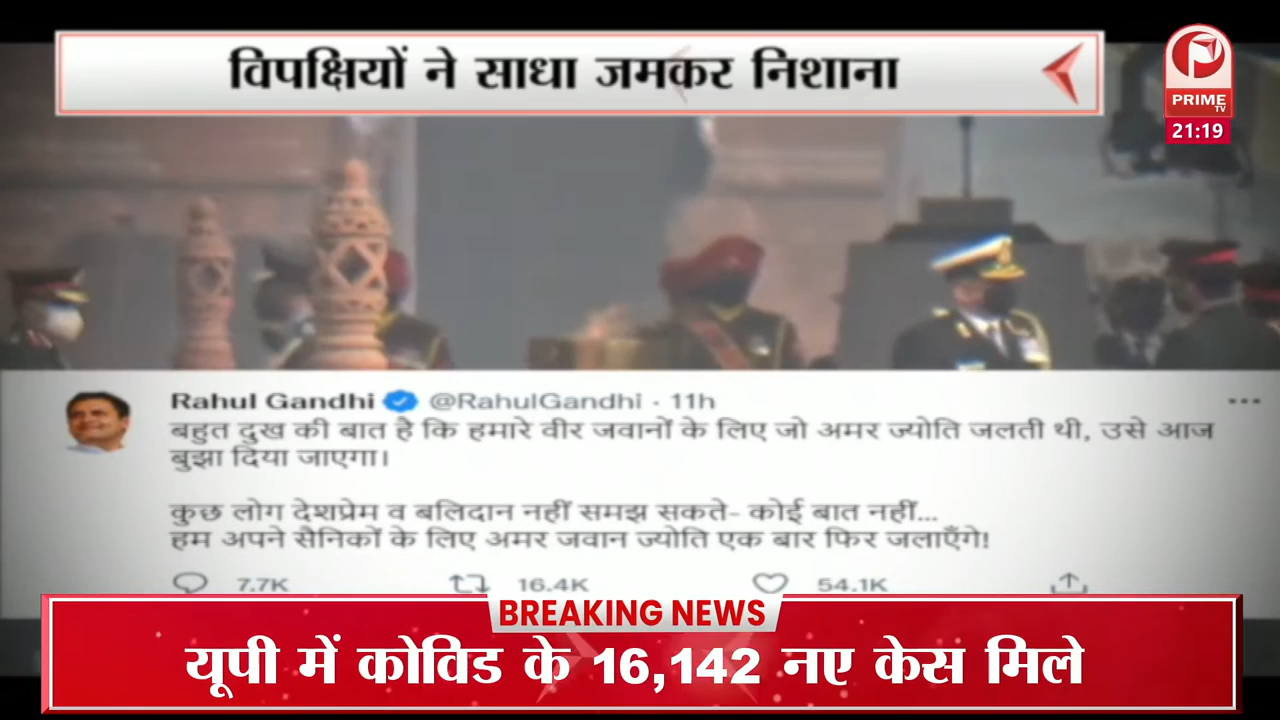 विपक्षियों ने साधा जमकर निशाना
PRIME
TV
21:19
Rahul Gandhi @RahulGandhi · 11h
बहुत दुख की बात है कि हमारे वीर जवानों के लिए जो अमर ज्योति जलती थी, उसे आज
बुझा दिया जाएगा।
कुछ लोग देशप्रेम व बलिदान नहीं समझ सकते- कोई बात नहीं...
हम अपने सैनिकों के लिए अमर जवान ज्योति एक बार फिर जलाएँगे!
7.7K 16.4K 54.1K
BREAKING NEWS
यूपी में कोविड के 16,142 नए केस मिले